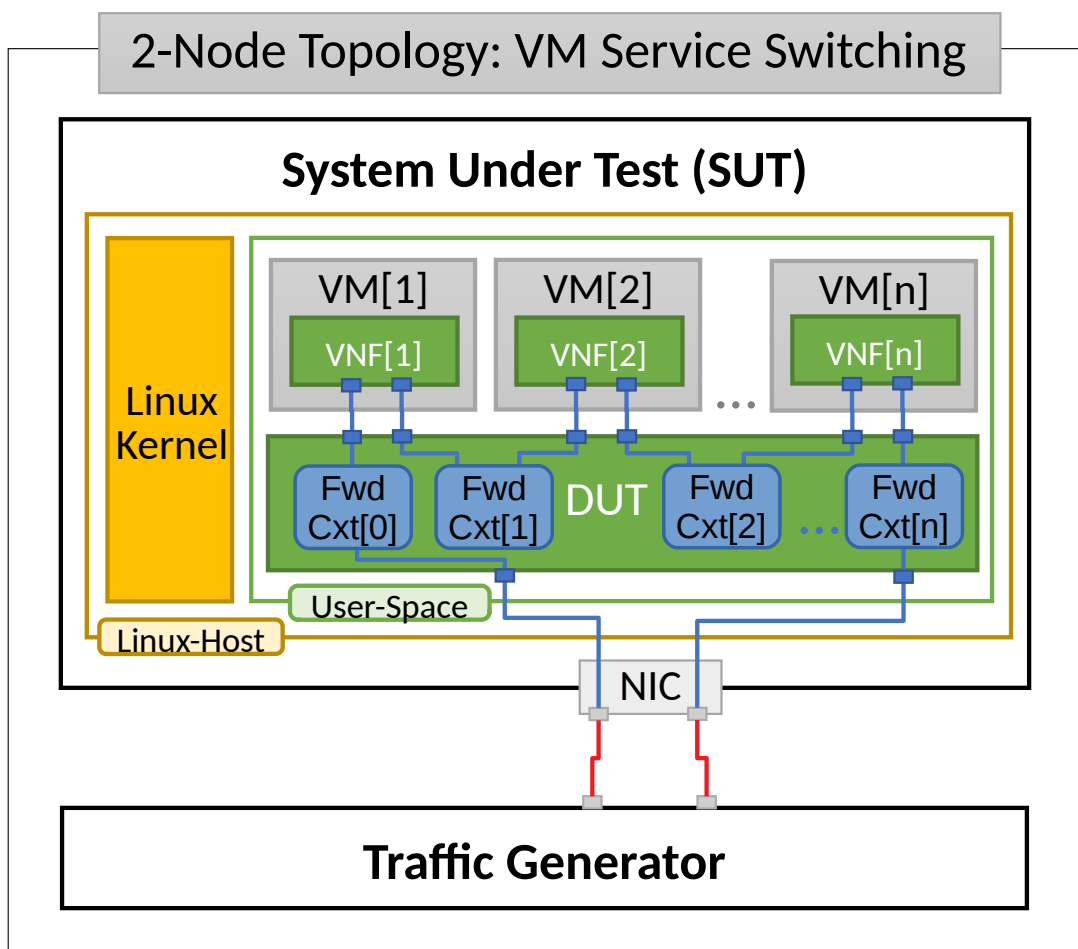 2-Node Topology: VM Service Switching
System Under Test (SUT)
Linux
Kernel
VM[1]
VNF[1]
VM[2]
VNF[2]
...
VM[n]
VNF[n]
Fwd
Cxt[0]
Fwd
Cxt[1]
DUT
Fwd
Cxt[2]
...
Fwd
Cxt[n]
User-Space
Linux-Host
NIC
Traffic Generator